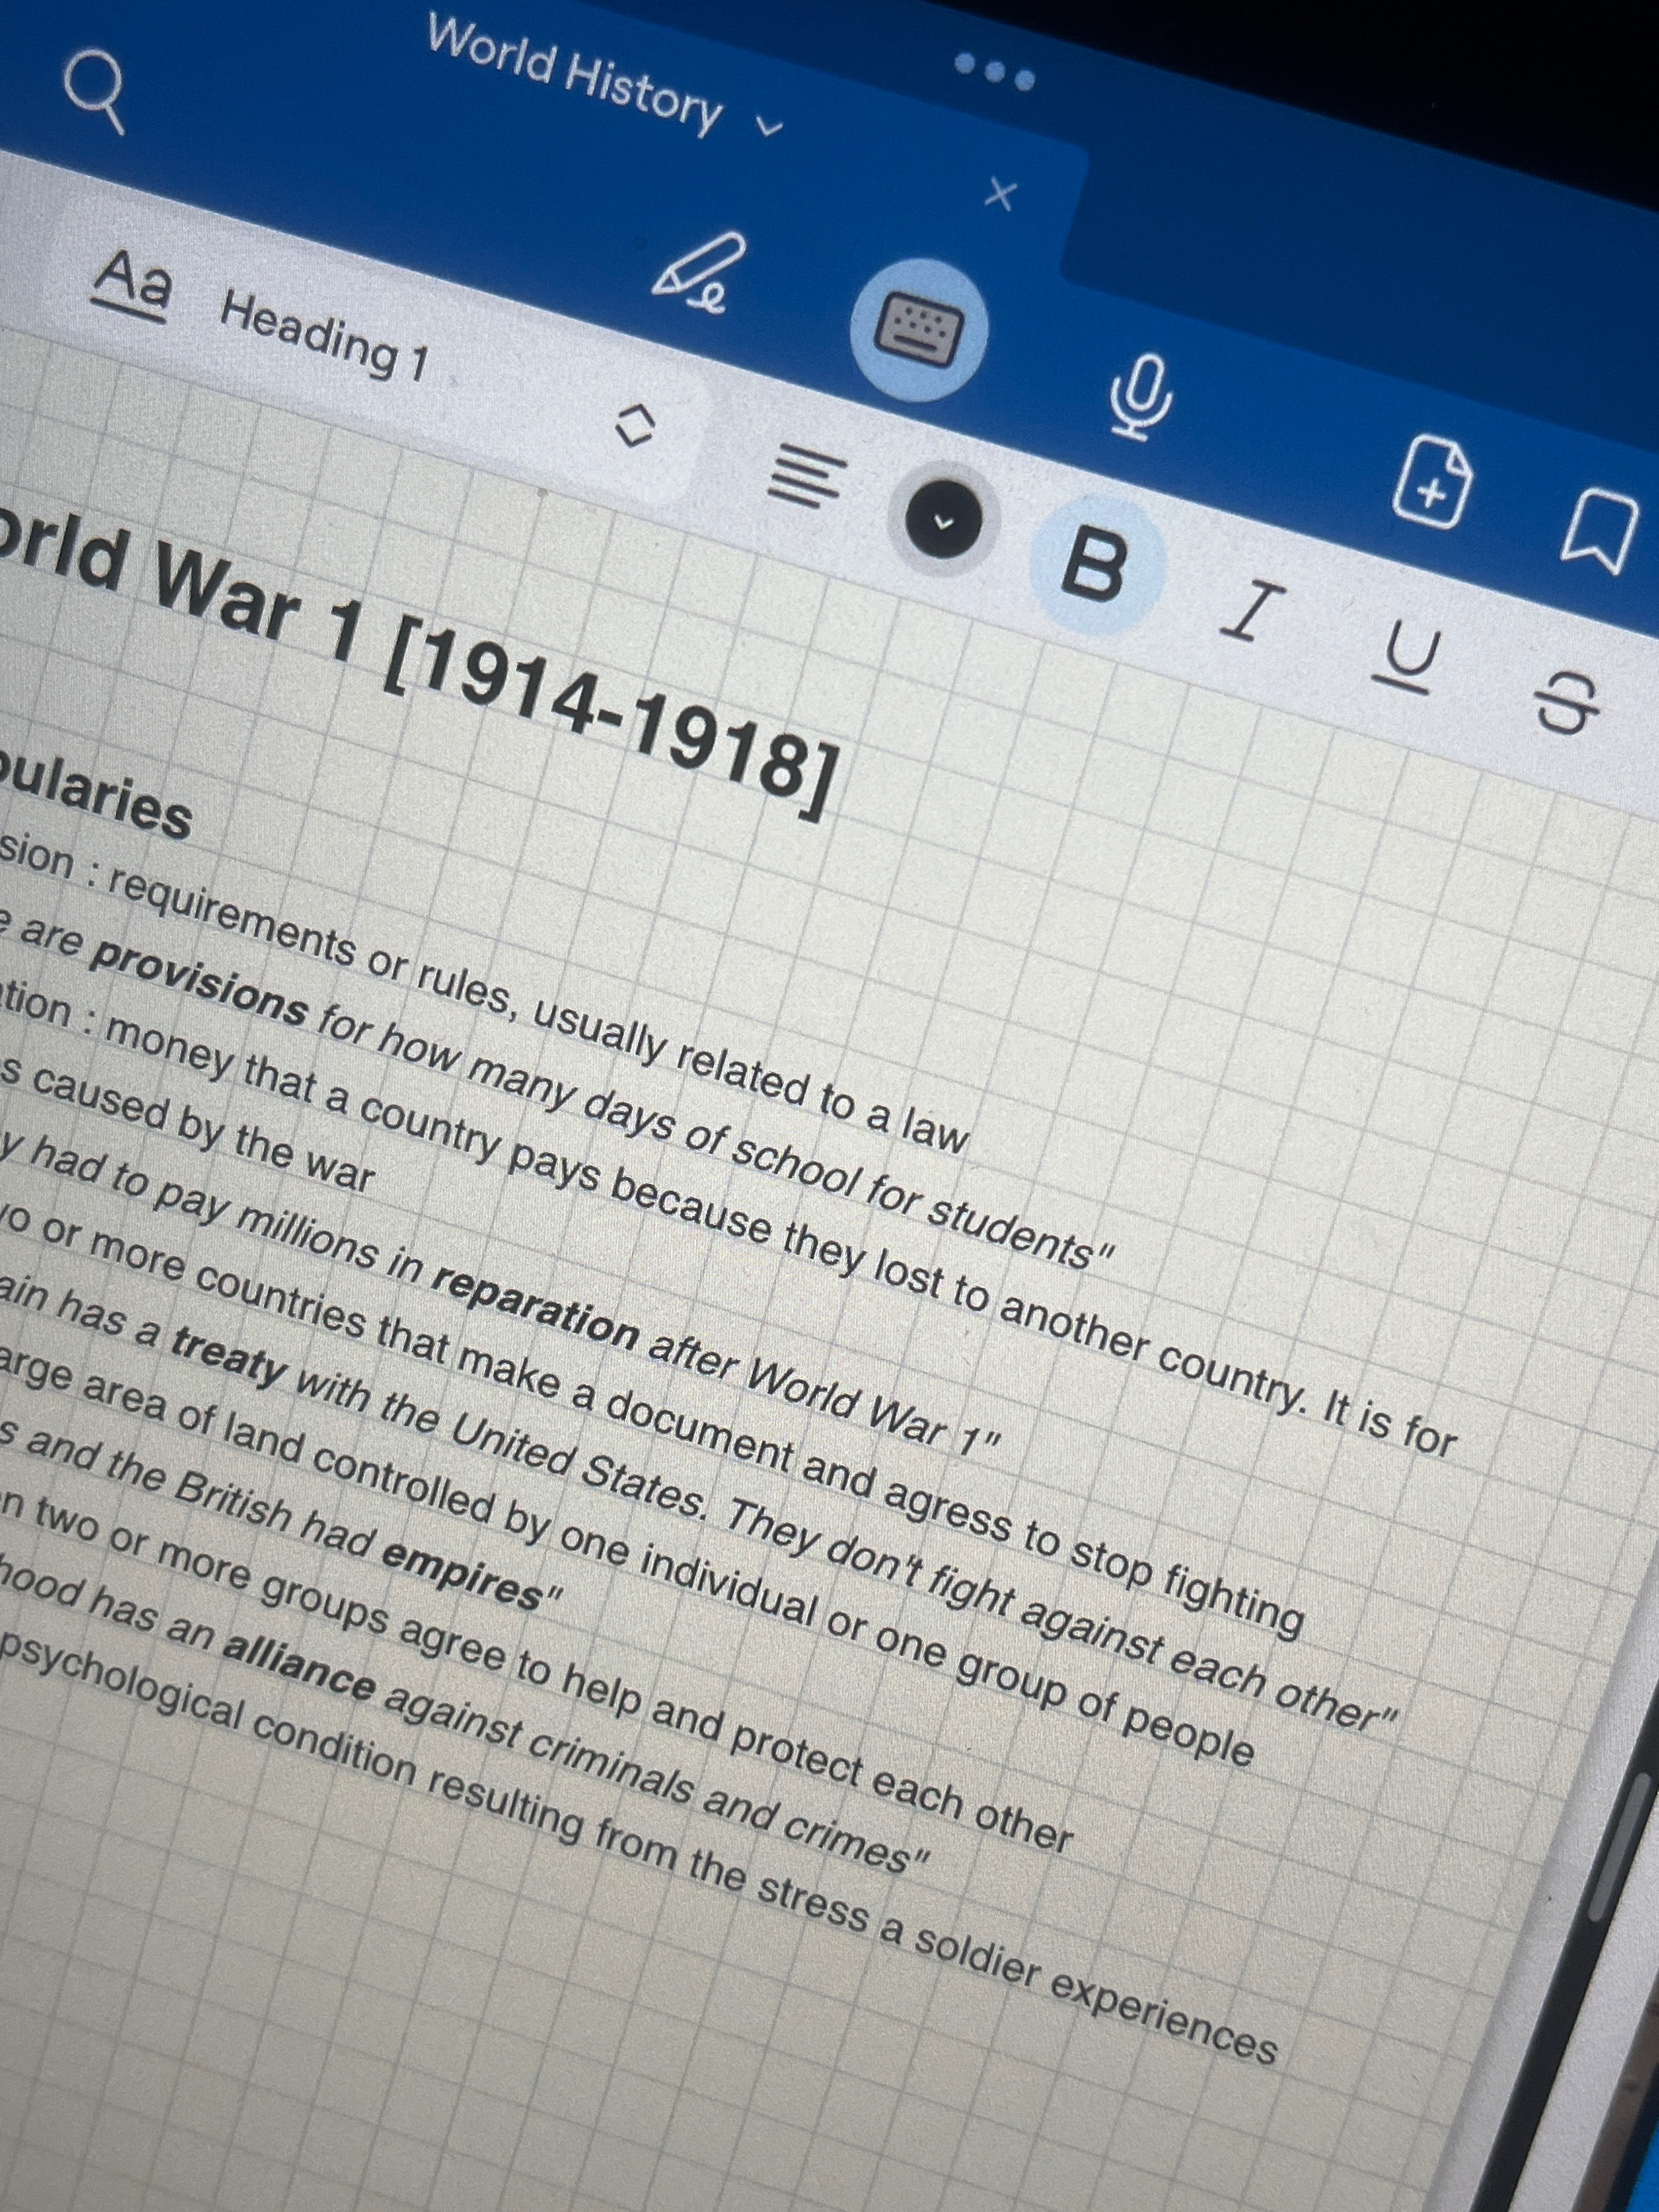 World History
Aa Heading 1
B I U S
orld War 1 [1914-1918]
bularies
sion : requirements or rules, usually related to a law
e are provisions for how many days of school for students"
ation : money that a country pays because they lost to another country. It is for
s caused by the war
y had to pay millions in reparation after World War 1"
wo or more countries that make a document and agress to stop fighting
ain has a treaty with the United States. They don't fight against each other"
arge area of land controlled by one individual or one group of people
s and the British had empires"
n two or more groups agree to help and protect each other
hood has an alliance against criminals and crimes"
psychological condition resulting from the stress a soldier experiences